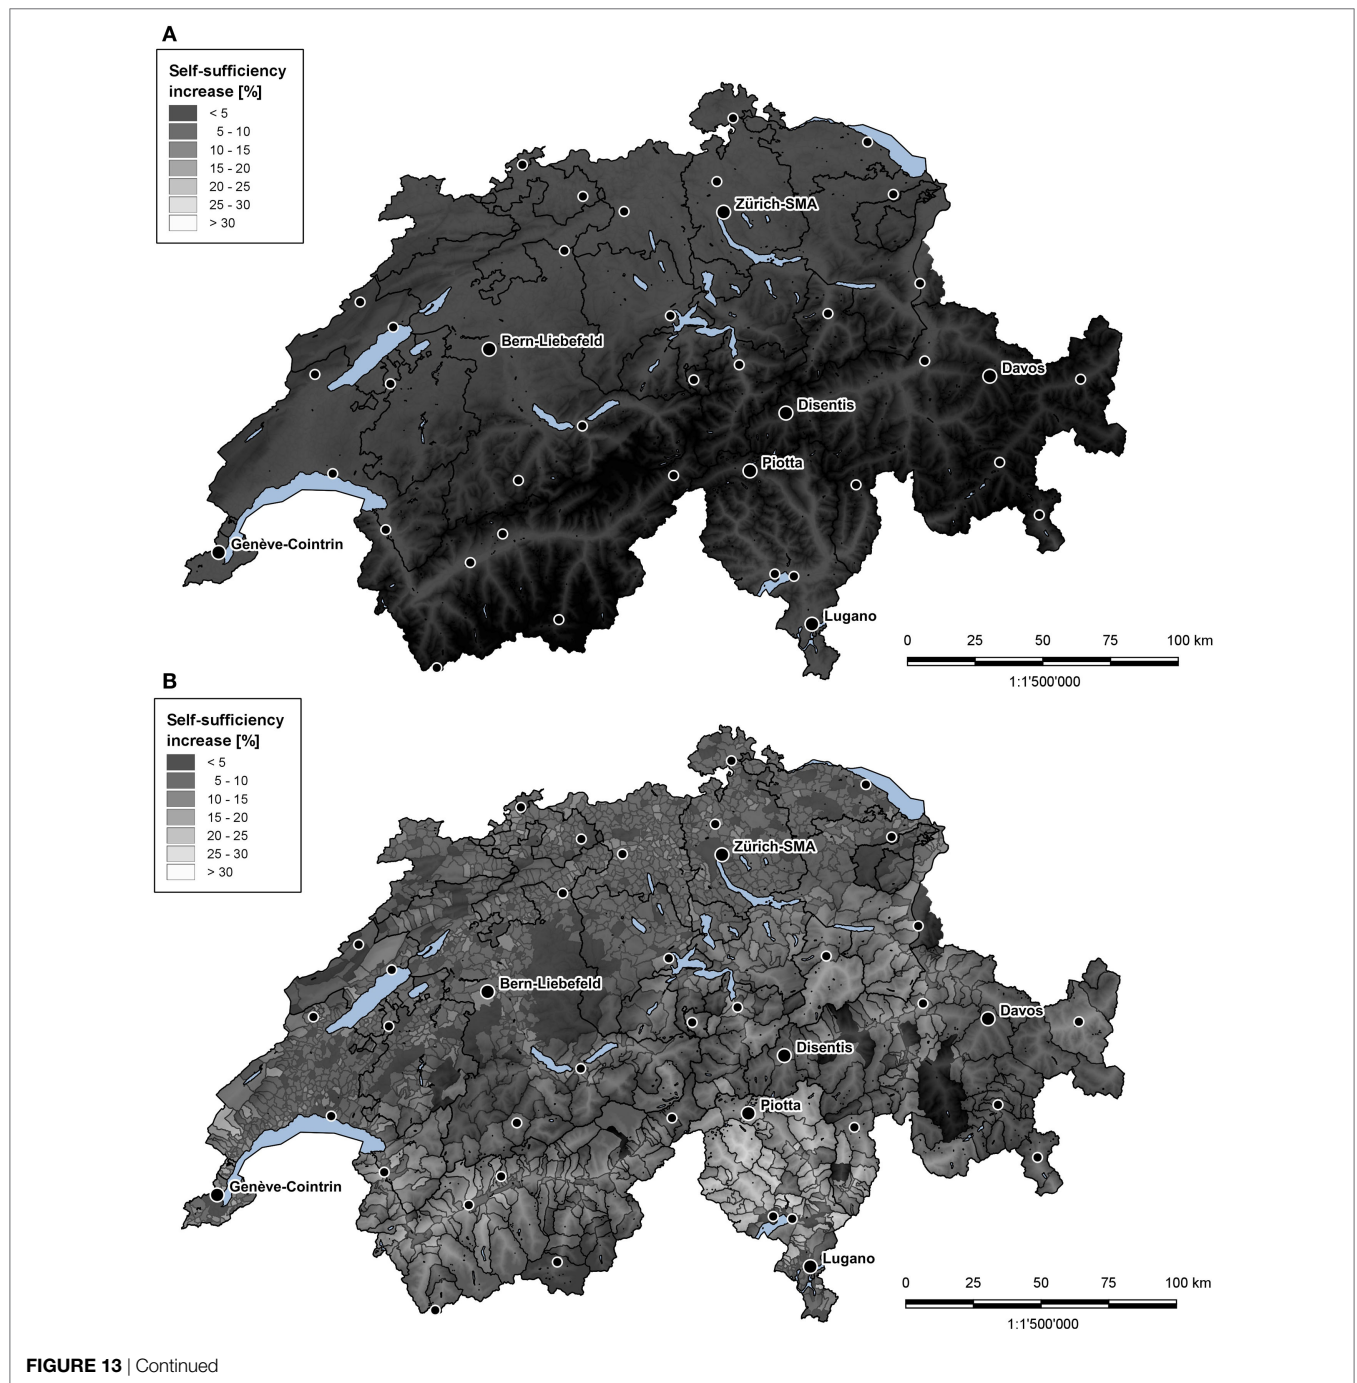 A
Self-sufficiency
increase [%]
< 5
5 - 10
10 - 15
15 - 20
20 - 25
25 - 30
> 30
Zürich-SMA
Bern-Liebefeld
Davos
Disentis
Piotta
Genève-Cointrin
Lugano
0 25 50 75 100 km
1:1'500'000
B
Self-sufficiency
increase [%]
< 5
5 - 10
10 - 15
15 - 20
20 - 25
25 - 30
> 30
Zürich-SMA
Bern-Liebefeld
Davos
Disentis
Piotta
Genève-Cointrin
Lugano
0 25 50 75 100 km
1:1'500'000
FIGURE 13 | Continued